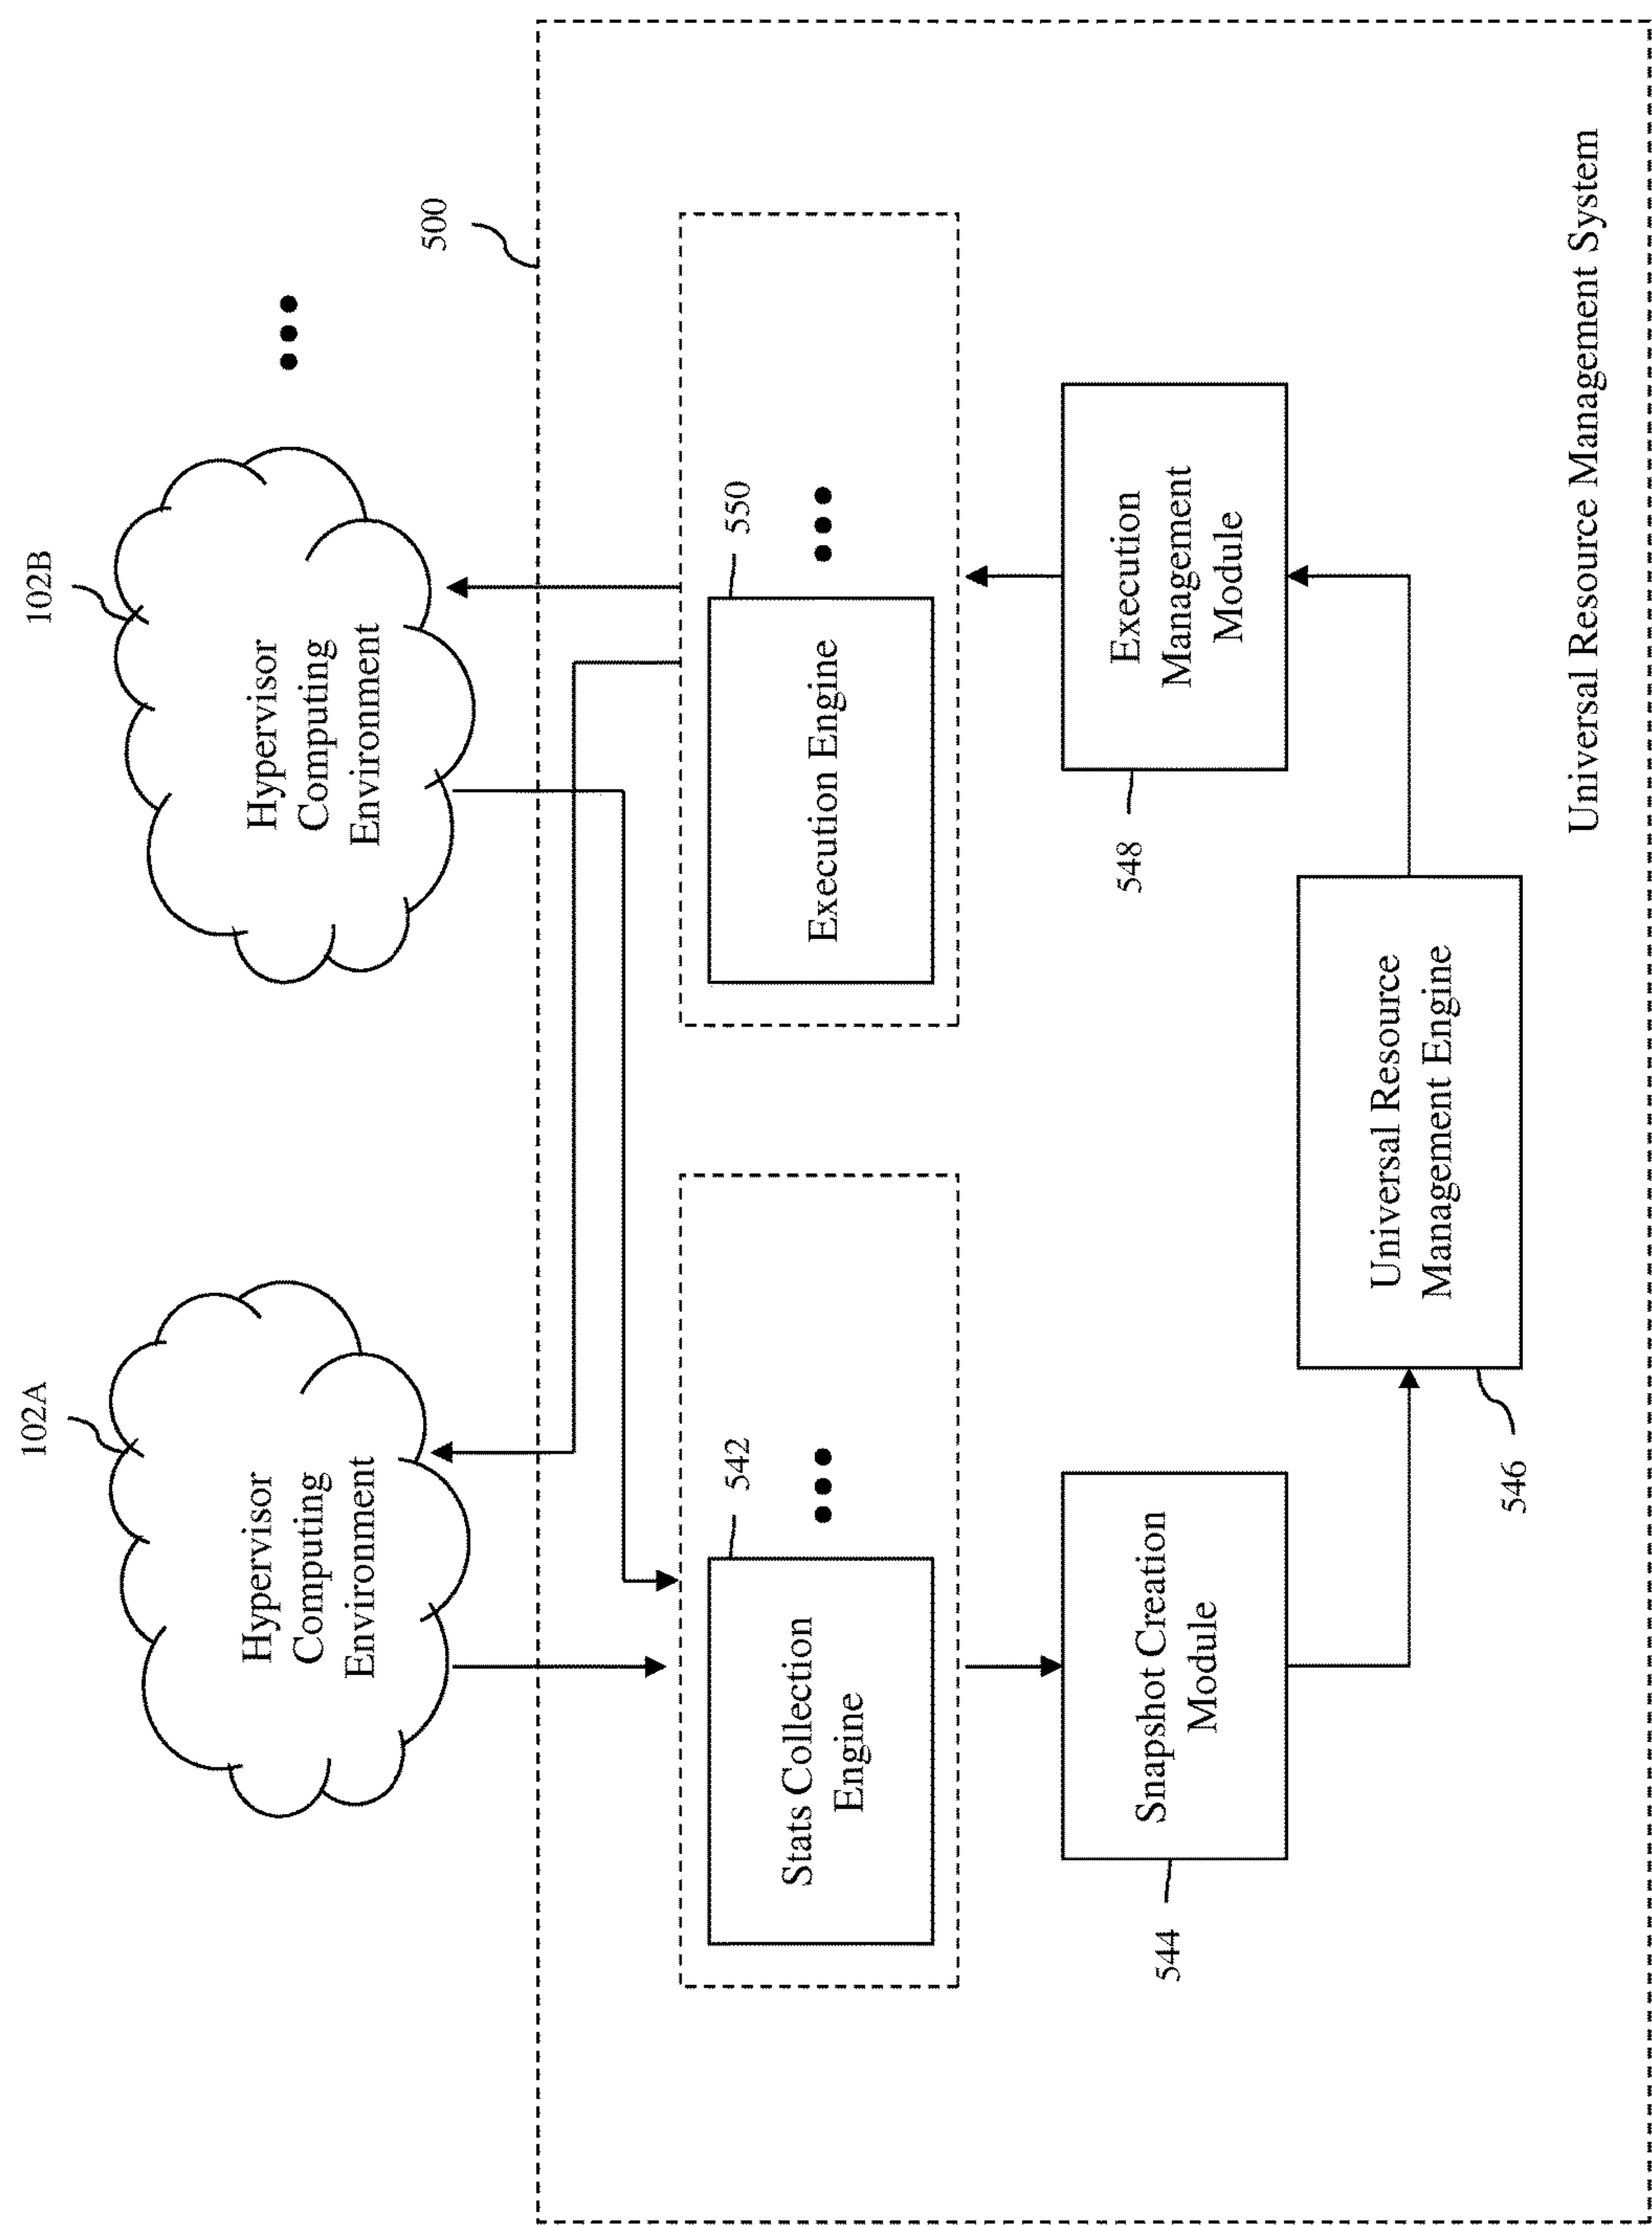 102A
102B
Hypervisor
Computing
Environment
Hypervisor
Computing
Environment
500
542
Stats Collection
Engine
550
Execution Engine
544
Snapshot Creation
Module
548
Execution
Management
Module
546
Universal Resource
Management Engine
Universal Resource Management System